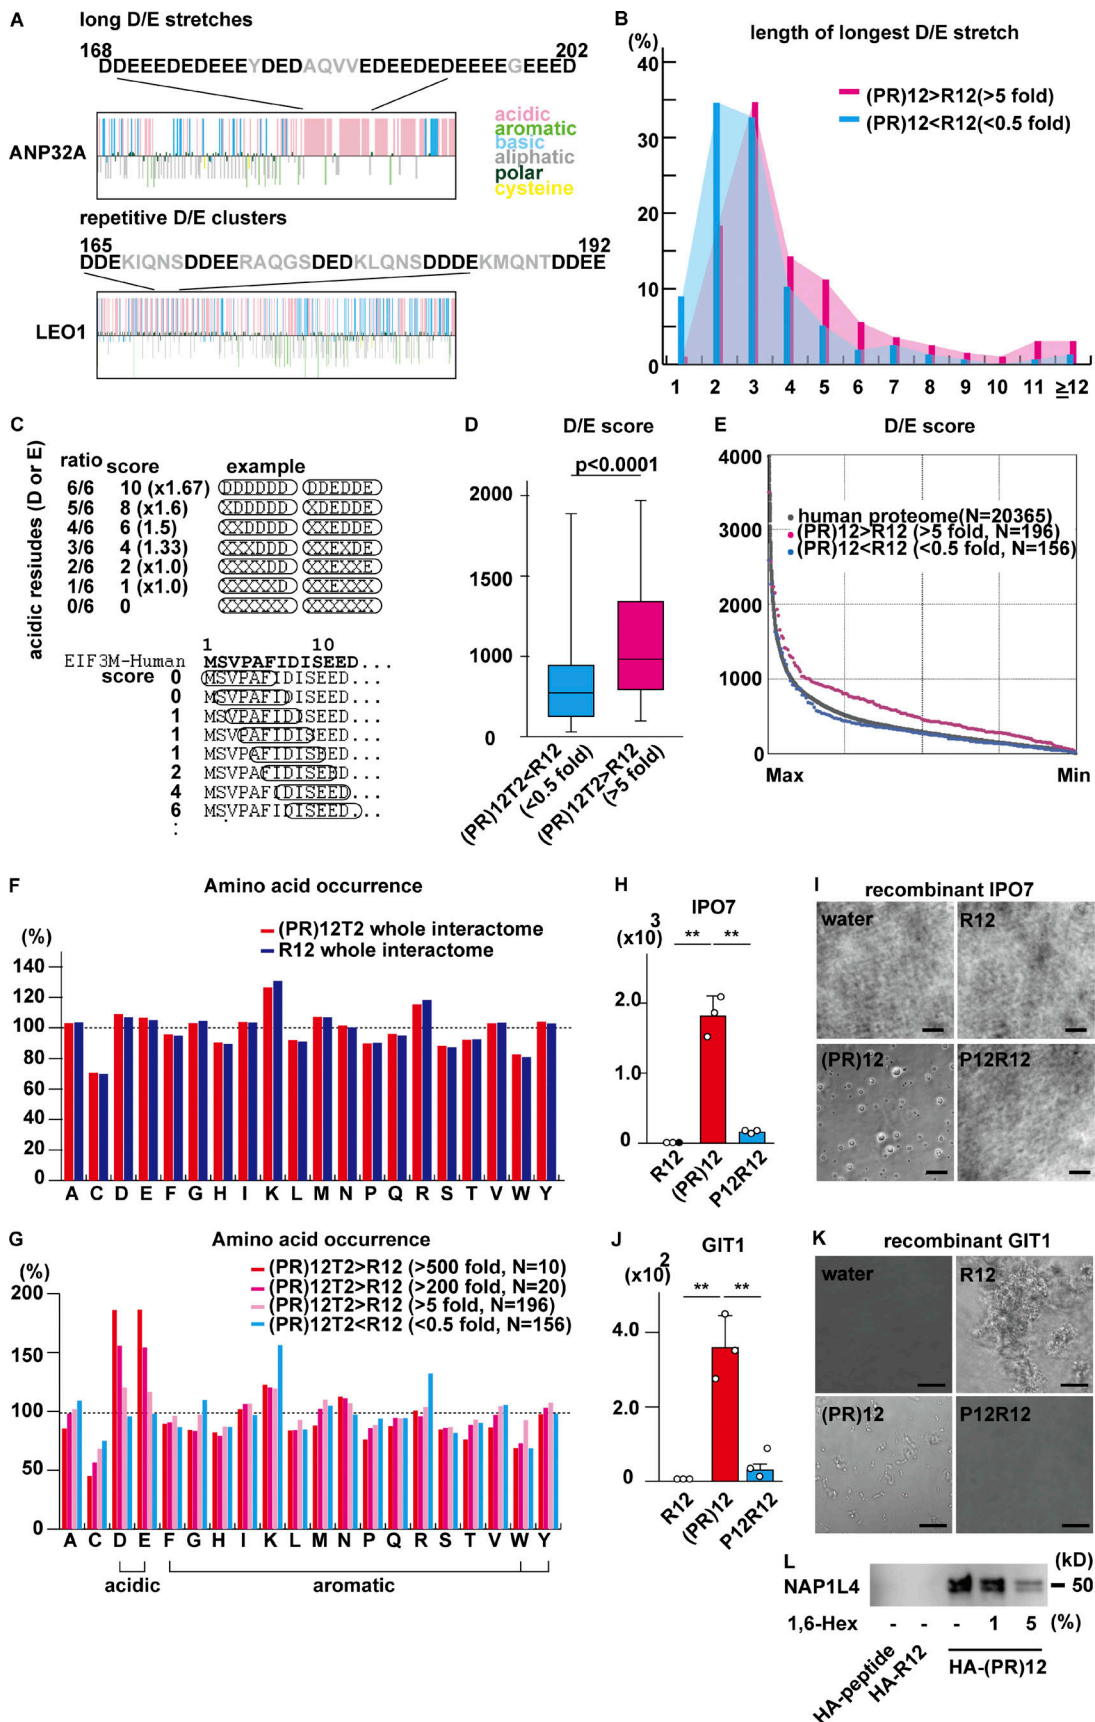 A
long D/E stretches
168
202
DDEEEDEDEEEYDEDAQVVEDEEDEDEEEEGEEED
ANP32A
acidic
aromatic
basic
aliphatic
polar
cysteine
repetitive D/E clusters
165
192
DDEKIQNSDDEERAQGSDEDKLQNSDDDEKMQNTDDEE
LEO1
B
length of longest D/E stretch
(%)
(PR)12>R12(>5 fold)
(PR)12<R12(<0.5 fold)
40
30
20
10
0
1 2 3 4 5 6 7 8 9 10 11 ≥12
C
acidic resiudes (D or E)
ratio score example
6/6 10 (x1.67) DDDDDD DDEDDE
5/6 8 (x1.6) XDDDDD XDEDDE
4/6 6 (1.5) XXDDDD XXEDDE
3/6 4 (1.33) XXXDDD XXEXDE
2/6 2 (x1.0) XXXXDD XXEXXE
1/6 1 (x1.0) XXXXXD XXEXXX
0/6 0 XXXXXX XXXXXX
1 10
EIF3M-Human MSVPAFIDISEED...
score
0 MSVPAFIDISEED...
0 MSVPAFIDISEED...
1 MSVPAFIDISEED...
1 MSVPAFIDISEED...
1 MSVPAFIDISEED...
2 MSVPAFIDISEED...
4 MSVPAFIDISEED...
6 MSVPAFIDISEED...
D
D/E score
p<0.0001
2000
1500
1000
0
(PR)12T2<R12
(<0.5 fold)
(PR)12T2>R12
(>5 fold)
E
D/E score
4000
3000
2000
1000
0
human proteome(N=20365)
(PR)12>R12 (>5 fold, N=196)
(PR)12<R12 (<0.5 fold, N=156)
Max Min
F
Amino acid occurrence
(%)
(PR)12T2 whole interactome
R12 whole interactome
140
120
100
80
60
40
20
0
A C D E F G H I K L M N P Q R S T V W Y
G
Amino acid occurrence
(%)
(PR)12T2>R12 (>500 fold, N=10)
(PR)12T2>R12 (>200 fold, N=20)
(PR)12T2>R12 (>5 fold, N=196)
(PR)12T2<R12 (<0.5 fold, N=156)
200
150
100
50
0
A C D E F G H I K L M N P Q R S T V W Y
acidic aromatic
H
IPO7
(x10)3
** **
2.0
1.0
0
R12
(PR)12
P12R12
I
recombinant IPO7
water R12
(PR)12 P12R12
J
GIT1
(x10)2
** **
4.0
2.0
0
R12
(PR)12
P12R12
K
recombinant GIT1
water R12
(PR)12 P12R12
L
(kD)
NAP1L4 50
1,6-Hex - - - 1 5 (%)
HA-peptide
HA-R12
HA-(PR)12